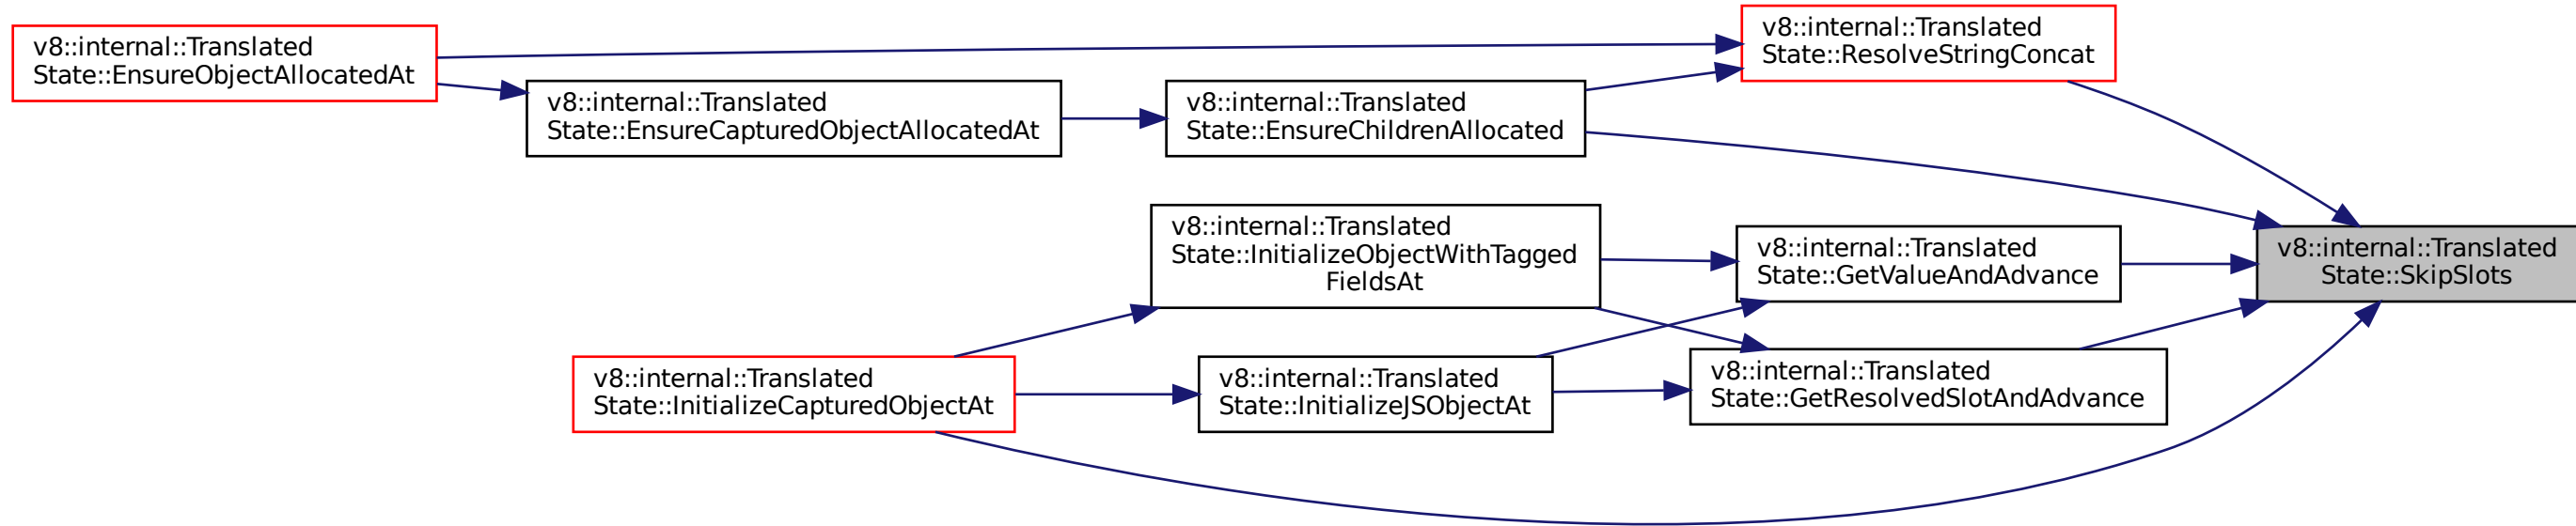 v8::internal::Translated
State::EnsureObjectAllocatedAt
v8::internal::Translated
State::EnsureCapturedObjectAllocatedAt
v8::internal::Translated
State::EnsureChildrenAllocated
v8::internal::Translated
State::ResolveStringConcat
v8::internal::Translated
State::InitializeObjectWithTagged
FieldsAt
v8::internal::Translated
State::GetValueAndAdvance
v8::internal::Translated
State::SkipSlots
v8::internal::Translated
State::InitializeCapturedObjectAt
v8::internal::Translated
State::InitializeJSObjectAt
v8::internal::Translated
State::GetResolvedSlotAndAdvance